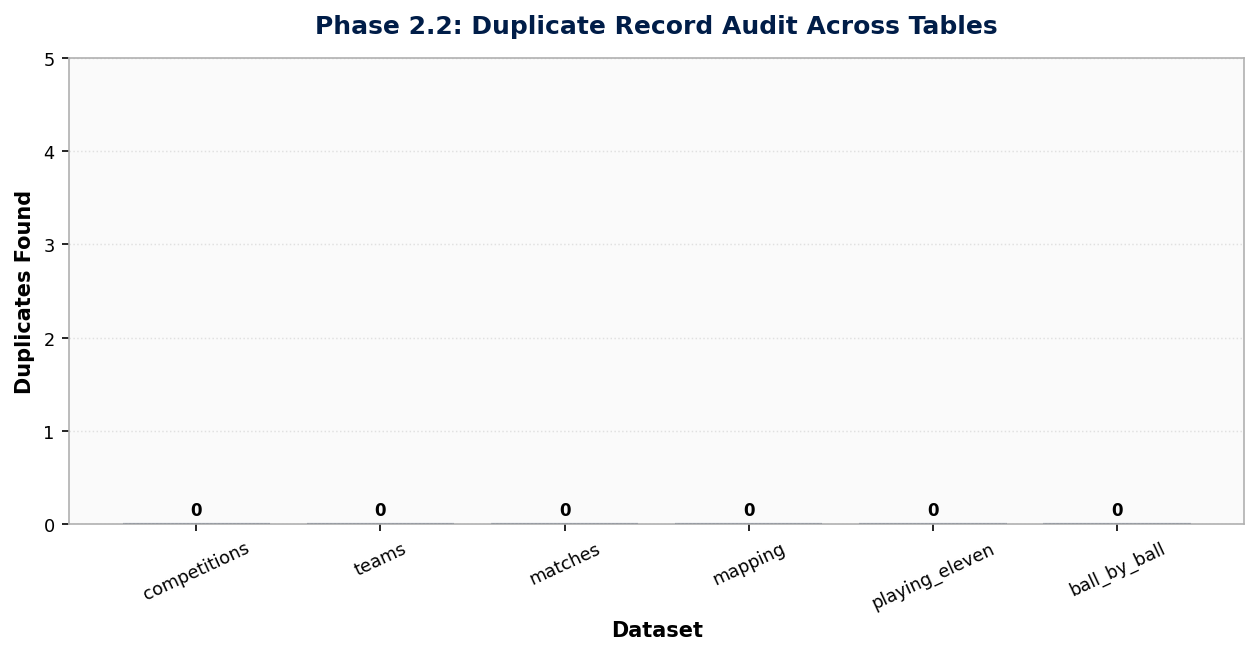 Phase 2.2: Duplicate Record Audit Across Tables
Duplicates Found
5
4
3
2
1
0
0 0 0 0 0 0
competitions teams matches mapping playing_eleven ball_by_ball
Dataset